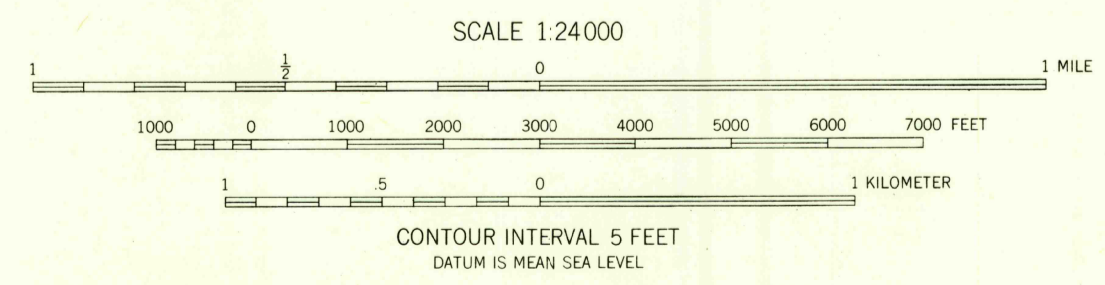 SCALE 1:24000
1 1/2 0 1 MILE
1000 0 1000 2000 3000 4000 5000 6000 7000 FEET
1 .5 0 1 KILOMETER
CONTOUR INTERVAL 5 FEET
DATUM IS MEAN SEA LEVEL